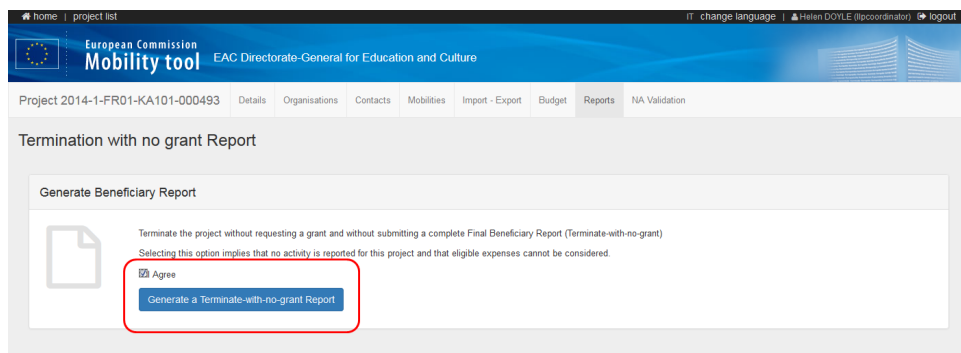 home | project list IT change language | Helen DOYLE (llpcoordinator) logout
European Commission
Mobility tool EAC Directorate-General for Education and Culture
Project 2014-1-FR01-KA101-000493 Details Organisations Contacts Mobilities Import - Export Budget Reports NA Validation
Termination with no grant Report
Generate Beneficiary Report
Terminate the project without requesting a grant and without submitting a complete Final Beneficiary Report (Terminate-with-no-grant)
Selecting this option implies that no activity is reported for this project and that eligible expenses cannot be considered.
Agree
Generate a Terminate-with-no-grant Report